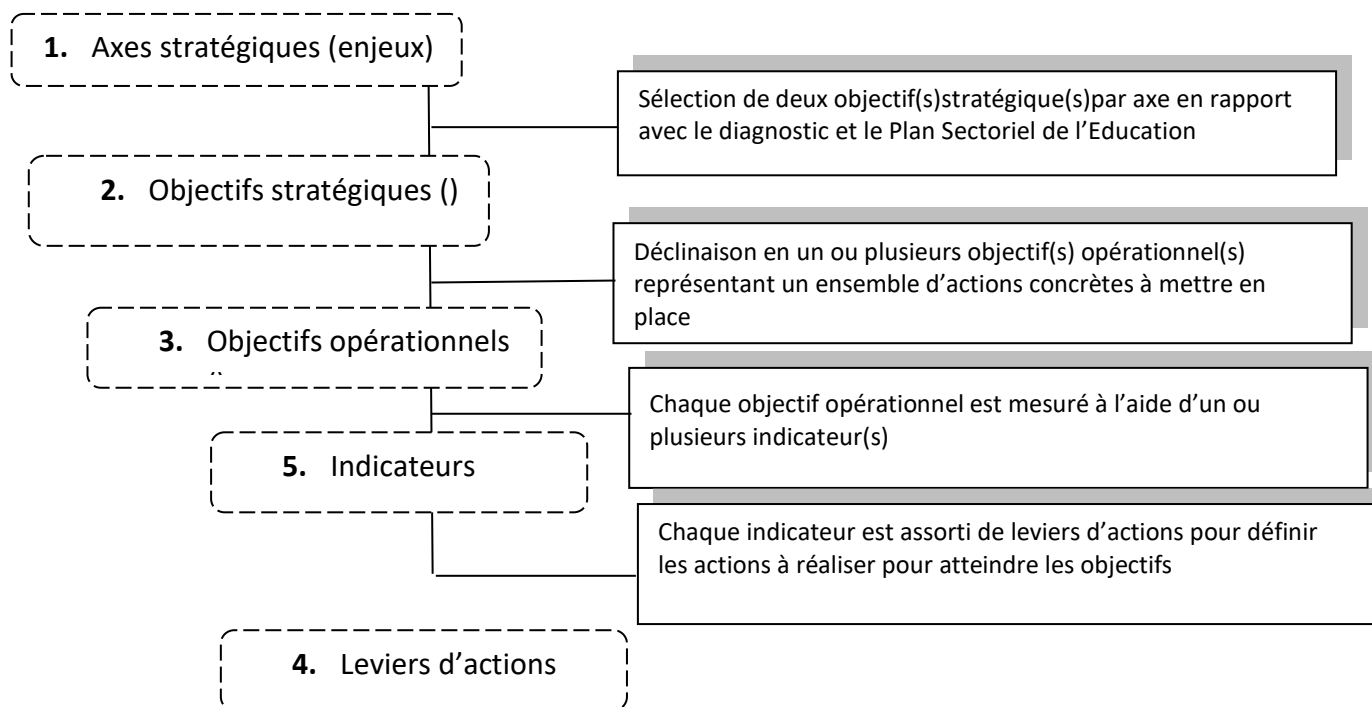 1. Axes stratégiques (enjeux)
Sélection de deux objectif(s)stratégique(s)par axe en rapport
avec le diagnostic et le Plan Sectoriel de l’Education
2. Objectifs stratégiques ()
Déclinaison en un ou plusieurs objectif(s) opérationnel(s)
représentant un ensemble d’actions concrètes à mettre en
place
3. Objectifs opérationnels
Chaque objectif opérationnel est mesuré à l’aide d’un ou
plusieurs indicateur(s)
5. Indicateurs
Chaque indicateur est assorti de leviers d’actions pour définir
les actions à réaliser pour atteindre les objectifs
4. Leviers d’actions